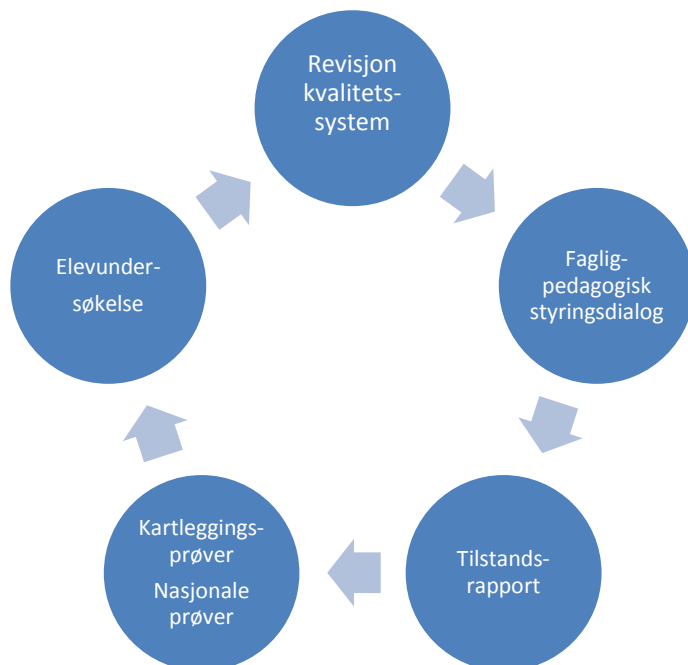 Revisjon
kvalitets-
system
Faglig-
pedagogisk
styringsdialog
Tilstands-
rapport
Kartleggings-
prøver
Nasjonale
prøver
Elevunder-
søkelse